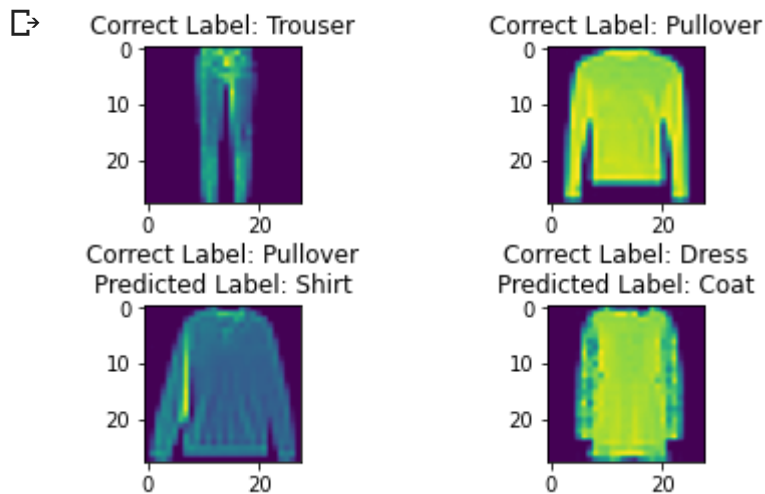 Correct Label: Trouser
0
10
20
0 20
Correct Label: Pullover
0
10
20
0 20
Correct Label: Pullover
Predicted Label: Shirt
0
10
20
0 20
Correct Label: Dress
Predicted Label: Coat
0
10
20
0 20